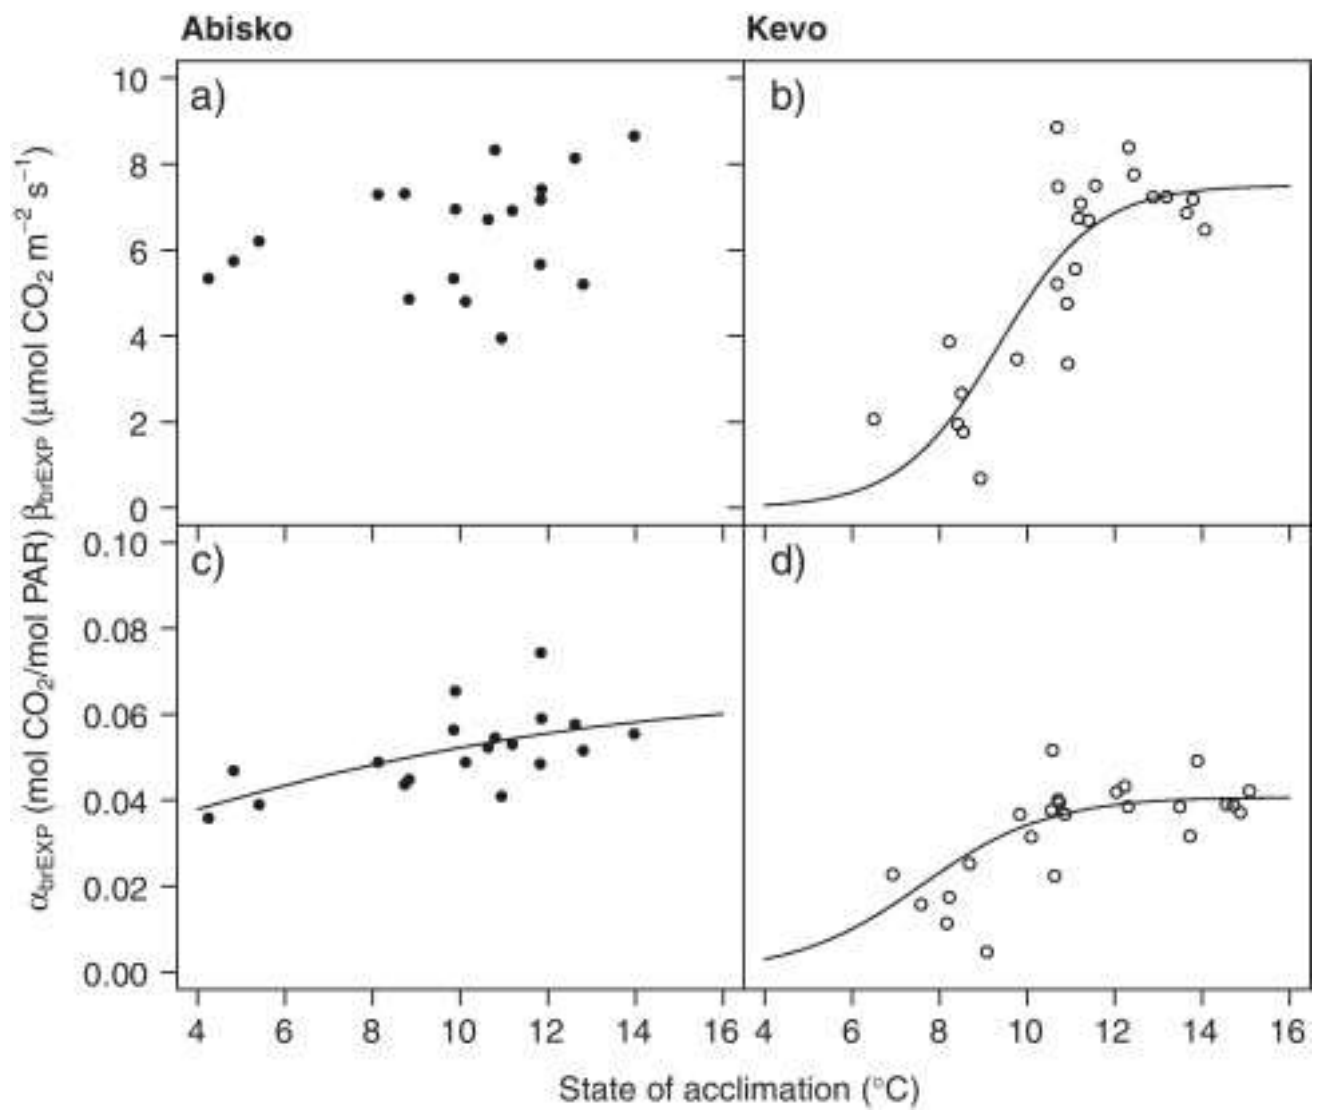 Abisko
Kevo
a)
b)
10
8
6
4
2
0
β_brEXP (μmol CO₂ m⁻² s⁻¹)
c)
d)
0.10
0.08
0.06
0.04
0.02
0.00
α_brEXP (mol CO₂/mol PAR)
4 6 8 10 12 14 16 4 6 8 10 12 14 16
State of acclimation (°C)